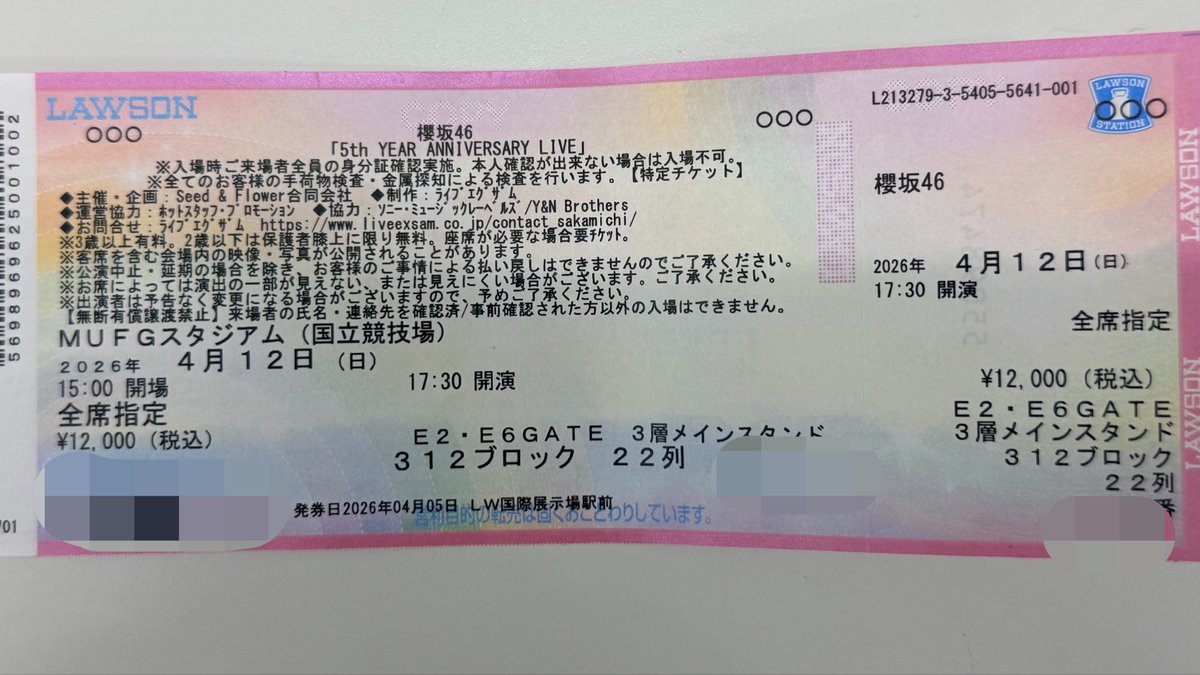 LAWSON
○○○
○○○
櫻坂46
「5th YEAR ANNIVERSARY LIVE」
※入場時ご来場者全員の身分証確認実施。本人確認が出来ない場合は入場不可。
※全てのお客様の手荷物検査・金属探知による検査を行います。【特定チケット】
◆主催・企画：Seed & Flower合同会社 ◆制作：ﾗｲﾌﾞｴｸﾞｻﾞﾑ
◆運営協力：ﾎｯﾄｽﾀｯﾌ・ﾌﾟﾛﾓｰｼｮﾝ ◆協力：ｿﾆｰ・ﾐｭｰｼﾞｯｸﾚｰﾍﾞﾙｽﾞ/Y&N Brothers
◆お問合せ：ﾗｲﾌﾞｴｸﾞｻﾞﾑ https://www.liveexsam.co.jp/contact_sakamichi/
※3歳以上有料。2歳以下は保護者膝上に限り無料。座席が必要な場合要ﾁｹｯﾄ。
※客席を含む会場内の映像・写真が公開されることがあります。
※公演中止・延期の場合を除き、お客様のご事情による払い戻しはできませんのでご了承ください。
※お席によっては演出の一部が見えない、または見えにくい場合がございます。ご了承ください。
※出演者は予告なく変更になる場合がございますので、予めご了承ください。
【無断有償譲渡禁止】来場者の氏名・連絡先を確認済/事前確認された方以外の入場はできません。
MUFGスタジアム（国立競技場）
2026年 4月12日（日）
15:00 開場 17:30 開演
全席指定
¥12,000（税込）
E2・E6GATE 3層メインスタンド
312ブロック 22列
発券日2026年04月05日 LW国際展示場駅前
営利目的の転売は固くおことわりしています。
L213279-3-5405-5641-001
LAWSON
○○○
STATION
櫻坂46
2026年 4月12日（日）
17:30 開演
全席指定
¥12,000（税込）
E2・E6GATE
3層メインスタンド
312ブロック
22列
番
LAWSON
LAWSON
5698969625001002
/01